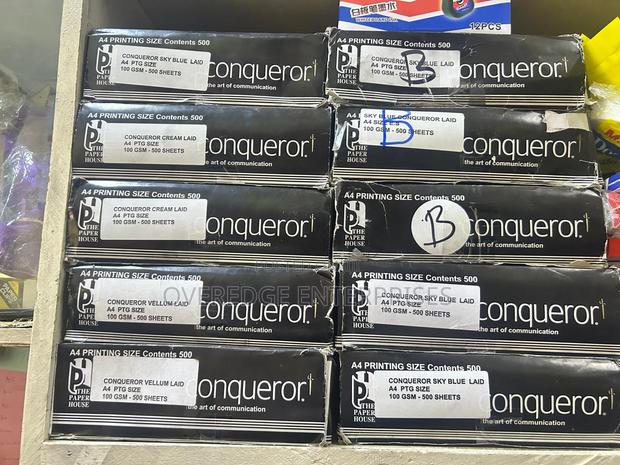 白板笔墨水
WHITEBOARD INK
12PCS
A4 PRINTING SIZE Contents 500
THE PAPER HOUSE
CONQUEROR SKY BLUE LAID
A4 PTG SIZE
100 GSM - 500 SHEETS
conqueror.
the art of communication
THE PAPER HOUSE
CONQUEROR SKY BLUE LAID
A4 PTG SIZE
100 GSM - 500 SHEETS
B
conqueror.
the art of communication
A4 PRINTING SIZE Contents 500
THE PAPER HOUSE
CONQUEROR CREAM LAID
A4 PTG SIZE
100 GSM - 500 SHEETS
conqueror.
the art of communication
THE PAPER HOUSE
SKY BLUE CONQUEROR LAID
100 GSM - 500 SHEETS
B
conqueror.
the art of communication
A4 PRINTING SIZE Contents 500
THE PAPER HOUSE
CONQUEROR CREAM LAID
A4 PTG SIZE
100 GSM - 500 SHEETS
conqueror.
the art of communication
A4 PRINTING SIZE Contents 500
THE PAPER HOUSE
B
conqueror.
the art of communication
A4 PRINTING SIZE Contents 500
THE PAPER HOUSE
CONQUEROR VELLUM LAID
A4 PTG SIZE
100 GSM - 500 SHEETS
conqueror.
the art of communication
A4 PRINTING SIZE Contents 500
THE PAPER HOUSE
CONQUEROR SKY BLUE LAID
A4 PTG SIZE
100 GSM - 500 SHEETS
conqueror.
the art of communication
OVEREDGE ENTERPRISES
A4 PRINTING SIZE Contents 500
THE PAPER HOUSE
CONQUEROR VELLUM LAID
A4 PTG SIZE
100 GSM - 500 SHEETS
conqueror.
the art of communication
A4 PRINTING SIZE Contents 500
THE PAPER HOUSE
CONQUEROR SKY BLUE LAID
A4 PTG SIZE
100 GSM - 500 SHEETS
conqueror.
the art of communication